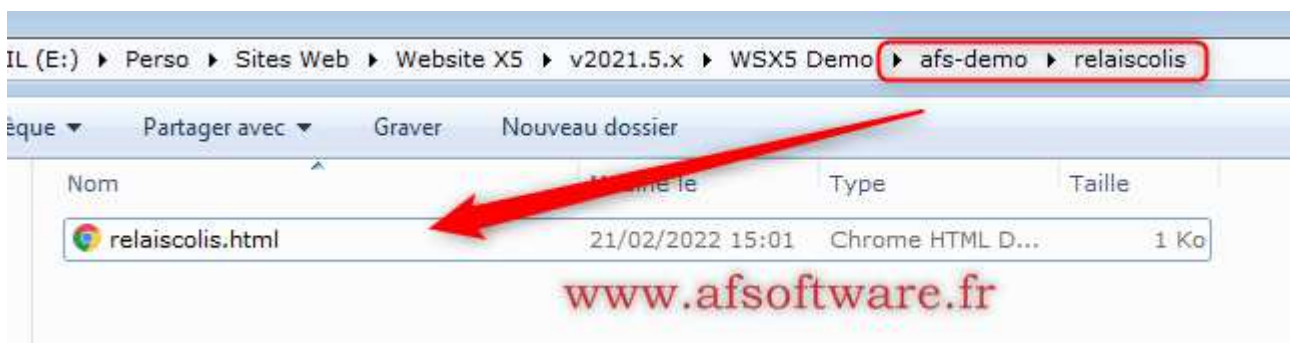 IL (E:) ▸ Perso ▸ Sites Web ▸ Website X5 ▸ v2021.5.x ▸ WSX5 Demo ▸ afs-demo ▸ relaiscolis
èque ▾ Partager avec ▾ Graver Nouveau dossier
Nom le Type Taille
relaiscolis.html 21/02/2022 15:01 Chrome HTML D... 1 Ko
www.afsoftware.fr